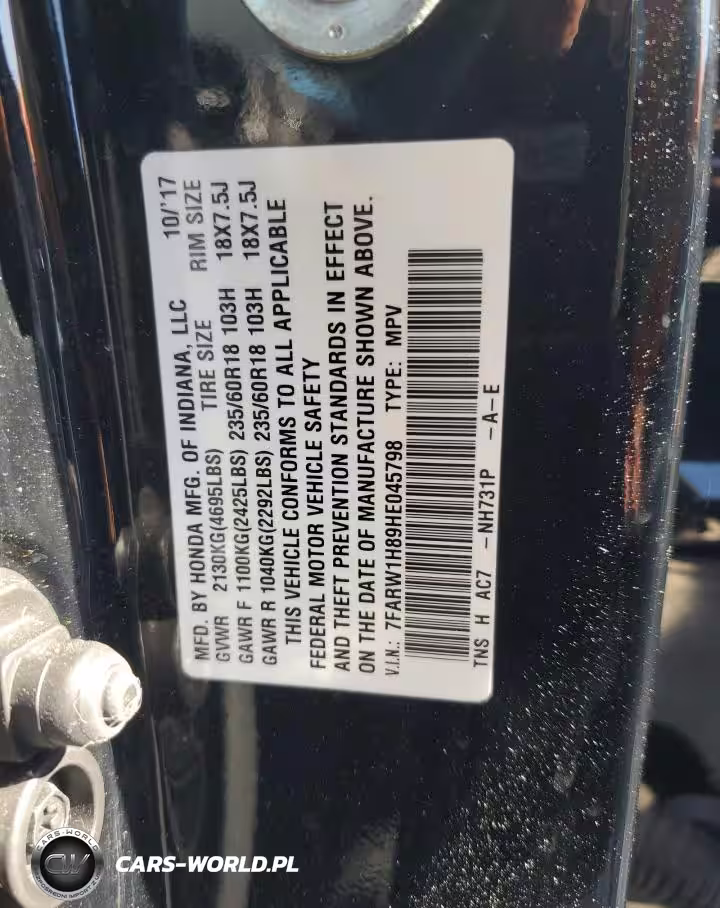 MFD. BY HONDA MFG. OF INDIANA, LLC 10/'17
GVWR 2130KG(4695LBS) TIRE SIZE RIM SIZE
GAWR F 1100KG(2425LBS) 235/60R18 103H 18X7.5J
GAWR R 1040KG(2292LBS) 235/60R18 103H 18X7.5J
THIS VEHICLE CONFORMS TO ALL APPLICABLE
FEDERAL MOTOR VEHICLE SAFETY
AND THEFT PREVENTION STANDARDS IN EFFECT
ON THE DATE OF MANUFACTURE SHOWN ABOVE.
V.I.N.: 7FARW1H89HE045798 TYPE: MPV
TNS H AC7 -NH731P -A-E
CARS-WORLD
CARS-WORLD.PL